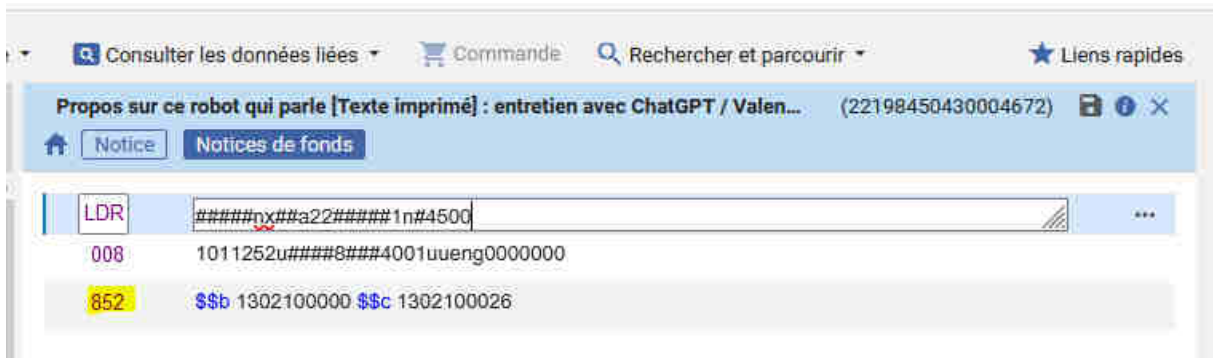 Consulter les données liées Commande Rechercher et parcourir Liens rapides
Propos sur ce robot qui parle [Texte imprimé] : entretien avec ChatGPT / Valen... (22198450430004672)
Notice Notices de fonds
LDR #####nx##a22#####1n#4500 ...
008 1011252u####8###4001uueng0000000
852 $$b 1302100000 $$c 1302100026